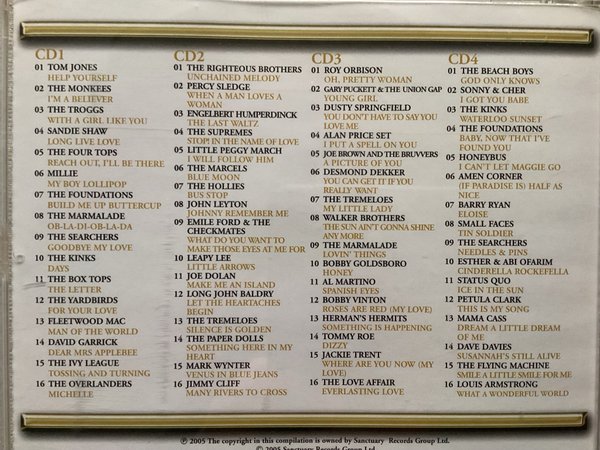 CD1
01 TOM JONES
HELP YOURSELF
02 THE MONKEES
I'M A BELIEVER
03 THE TROGGS
WITH A GIRL LIKE YOU
04 SANDIE SHAW
LONG LIVE LOVE
05 THE FOUR TOPS
REACH OUT, I'LL BE THERE
06 MILLIE
MY BOY LOLLIPOP
07 THE FOUNDATIONS
BUILD ME UP BUTTERCUP
08 THE MARMALADE
OB-LA-DI-OB-LA-DA
09 THE SEARCHERS
GOODBYE MY LOVE
10 THE KINKS
DAYS
11 THE BOX TOPS
THE LETTER
12 THE YARDBIRDS
FOR YOUR LOVE
13 FLEETWOOD MAC
MAN OF THE WORLD
14 DAVID GARRICK
DEAR MRS APPLEBEE
15 THE IVY LEAGUE
TOSSING AND TURNING
16 THE OVERLANDERS
MICHELLE
CD2
01 THE RIGHTEOUS BROTHERS
UNCHAINED MELODY
02 PERCY SLEDGE
WHEN A MAN LOVES A
WOMAN
03 ENGELBERT HUMPERDINCK
THE LAST WALTZ
04 THE SUPREMES
STOP! IN THE NAME OF LOVE
05 LITTLE PEGGY MARCH
I WILL FOLLOW HIM
06 THE MARCELS
BLUE MOON
07 THE HOLLIES
BUS STOP
08 JOHN LEYTON
JOHNNY REMEMBER ME
09 EMILE FORD & THE
CHECKMATES
WHAT DO YOU WANT TO
MAKE THOSE EYES AT ME FOR
10 LEAPY LEE
LITTLE ARROWS
11 JOE DOLAN
MAKE ME AN ISLAND
12 LONG JOHN BALDRY
LET THE HEARTACHES
BEGIN
13 THE TREMELOES
SILENCE IS GOLDEN
14 THE PAPER DOLLS
SOMETHING HERE IN MY
HEART
15 MARK WYNTER
VENUS IN BLUE JEANS
16 JIMMY CLIFF
MANY RIVERS TO CROSS
CD3
01 ROY ORBISON
OH, PRETTY WOMAN
02 GARY PUCKETT & THE UNION GAP
YOUNG GIRL
03 DUSTY SPRINGFIELD
YOU DON'T HAVE TO SAY YOU
LOVE ME
04 ALAN PRICE SET
I PUT A SPELL ON YOU
05 JOE BROWN AND THE BRUVVERS
A PICTURE OF YOU
06 DESMOND DEKKER
YOU CAN GET IT IF YOU
REALLY WANT
07 THE TREMELOES
MY LITTLE LADY
08 WALKER BROTHERS
THE SUN AIN'T GONNA SHINE
ANY MORE
09 THE MARMALADE
LOVIN' THINGS
10 BOBBY GOLDSBORO
HONEY
11 AL MARTINO
SPANISH EYES
12 BOBBY VINTON
ROSES ARE RED (MY LOVE)
13 HERMAN'S HERMITS
SOMETHING IS HAPPENING
14 TOMMY ROE
DIZZY
15 JACKIE TRENT
WHERE ARE YOU NOW (MY
LOVE)
16 THE LOVE AFFAIR
EVERLASTING LOVE
CD4
01 THE BEACH BOYS
GOD ONLY KNOWS
02 SONNY & CHER
I GOT YOU BABE
03 THE KINKS
WATERLOO SUNSET
04 THE FOUNDATIONS
BABY, NOW THAT I'VE
FOUND YOU
05 HONEYBUS
I CAN'T LET MAGGIE GO
06 AMEN CORNER
(IF PARADISE IS) HALF AS
NICE
07 BARRY RYAN
ELOISE
08 SMALL FACES
TIN SOLDIER
09 THE SEARCHERS
NEEDLES & PINS
10 ESTHER & ABI OFARIM
CINDERELLA ROCKEFELLA
11 STATUS QUO
ICE IN THE SUN
12 PETULA CLARK
THIS IS MY SONG
13 MAMA CASS
DREAM A LITTLE DREAM
OF ME
14 DAVE DAVIES
SUSANNAH'S STILL ALIVE
15 THE FLYING MACHINE
SMILE A LITTLE SMILE FOR ME
16 LOUIS ARMSTRONG
WHAT A WONDERFUL WORLD
℗ 2005 The copyright in this compilation is owned by Sanctuary Records Group Ltd.
© 2005 Sanctuary Records Group Ltd.